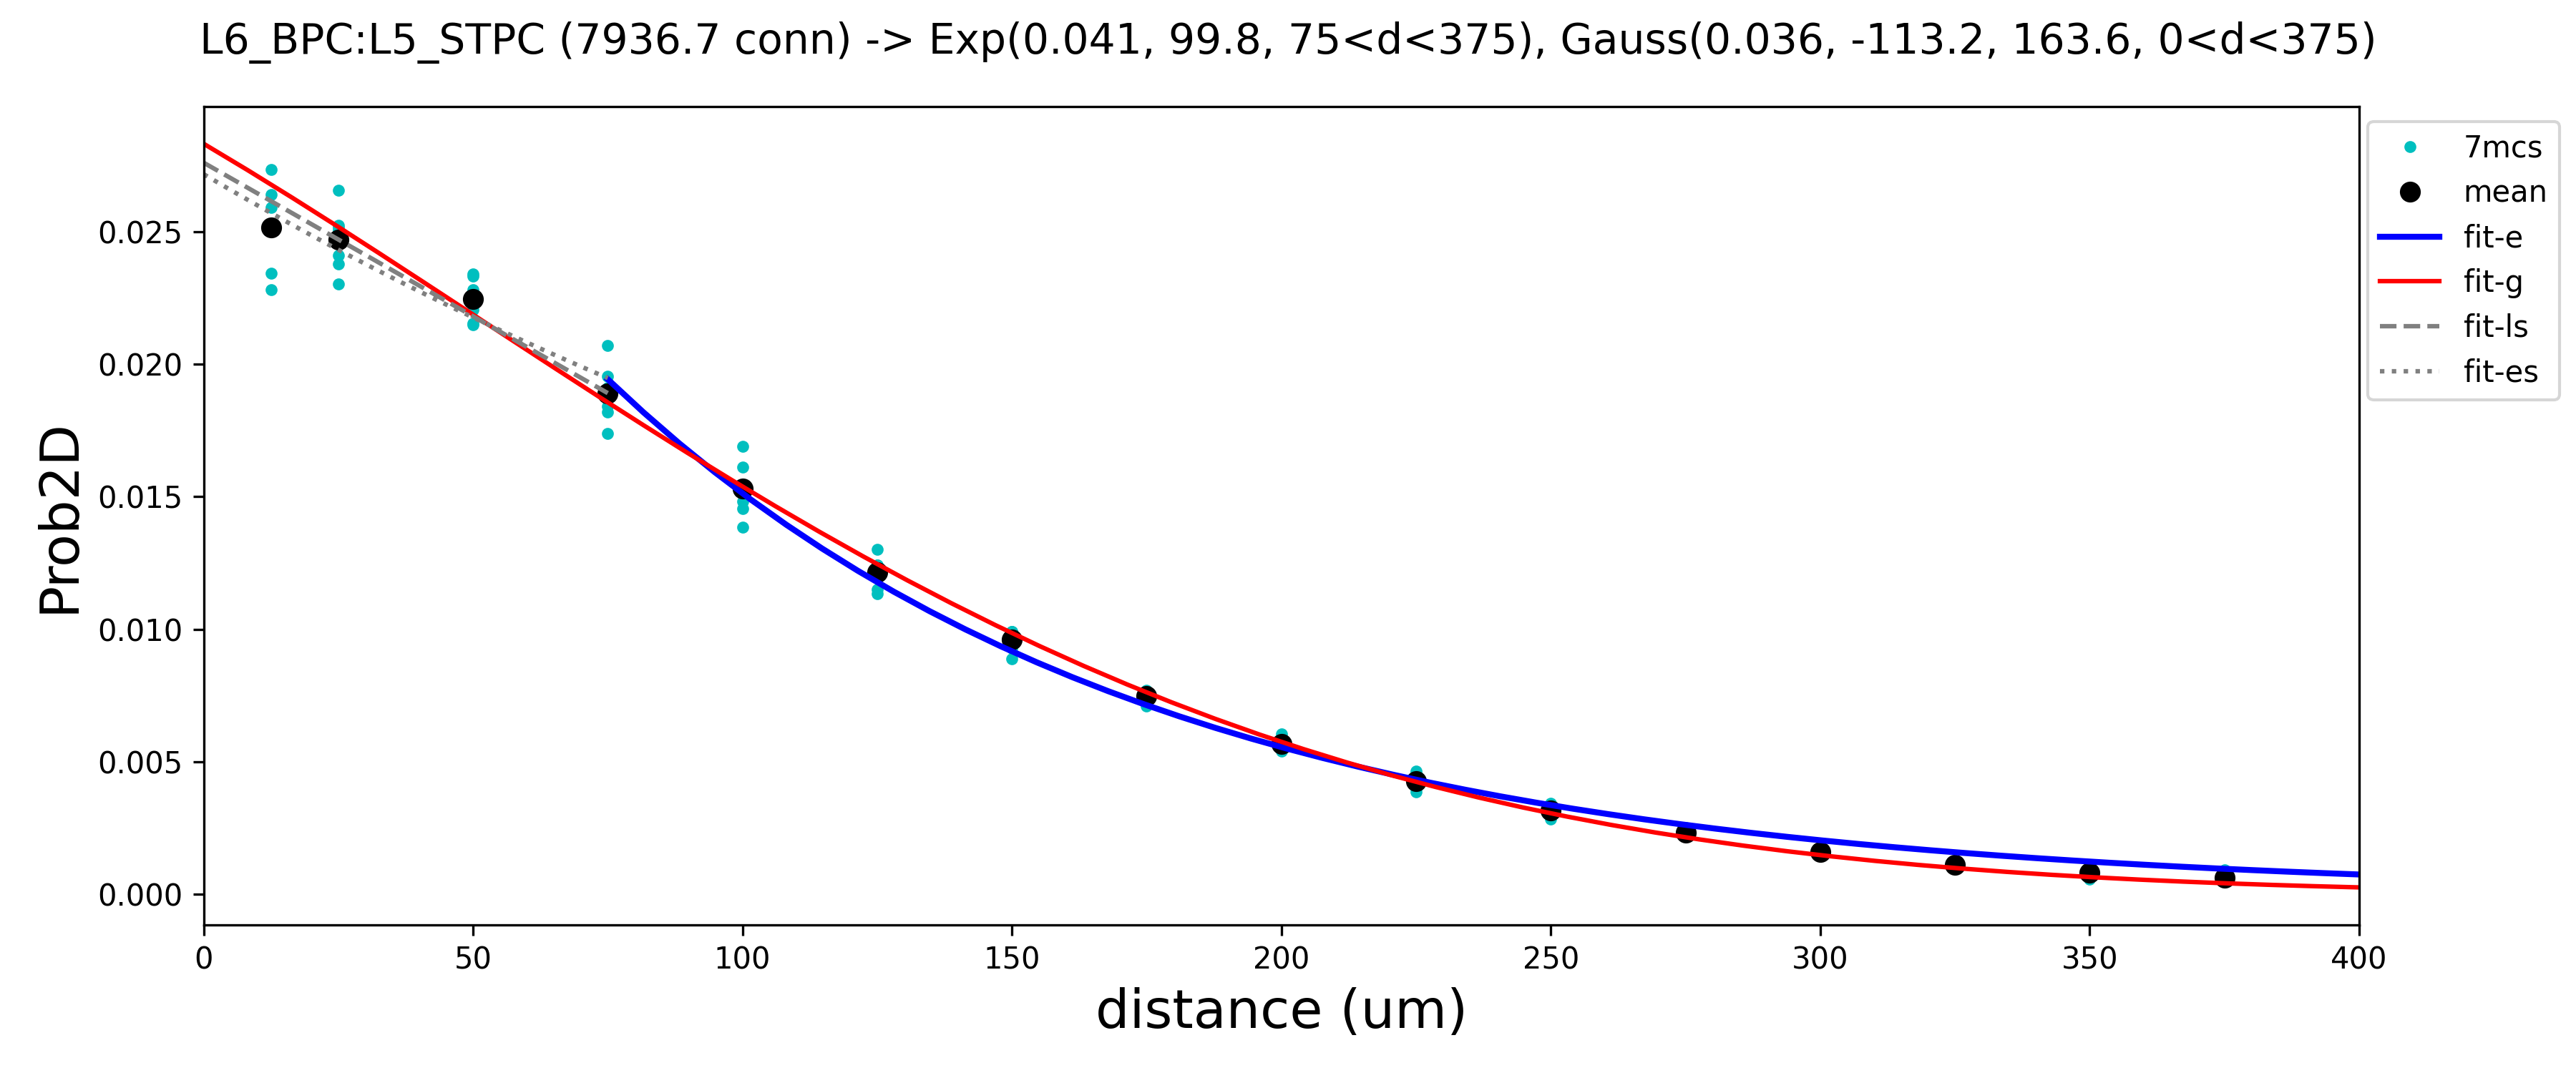 L6_BPC:L5_STPC (7936.7 conn) -> Exp(0.041, 99.8, 75<d<375), Gauss(0.036, -113.2, 163.6, 0<d<375)
7mcs
mean
fit-e
fit-g
fit-ls
fit-es
Prob2D
0.025
0.020
0.015
0.010
0.005
0.000
0 50 100 150 200 250 300 350 400
distance (um)